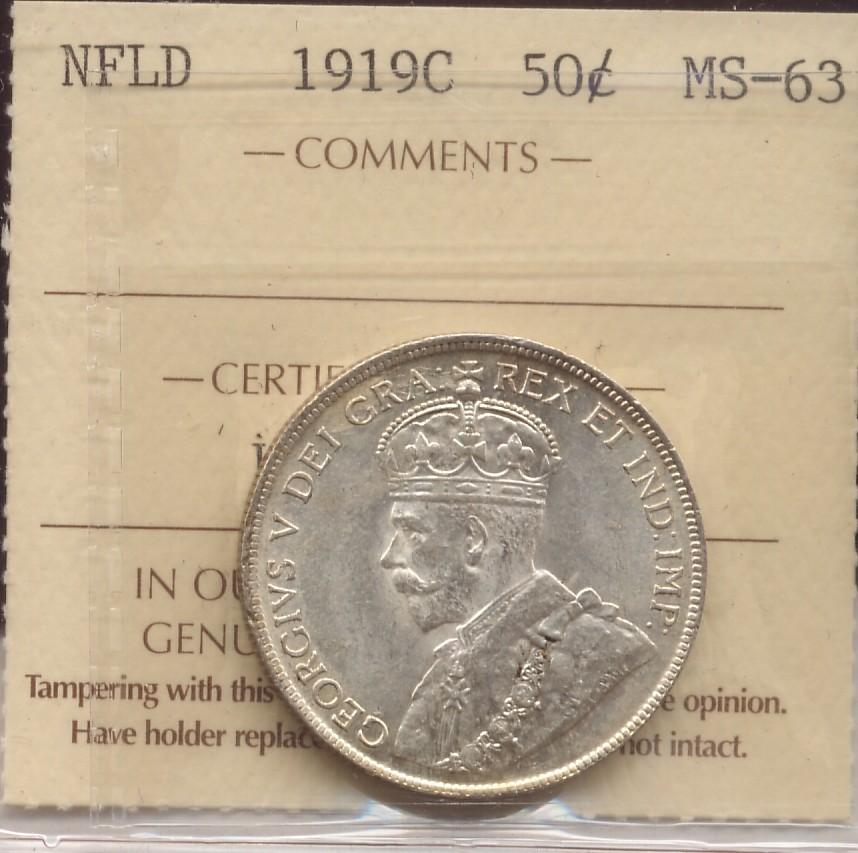 NFLD 1919C 50¢ MS-63
— COMMENTS —
— CERTIF
IN OU
GENU
Tampering with this e opinion.
Have holder replace not intact.
GEORGIVS V DEI GRA: REX ET IND: IMP: